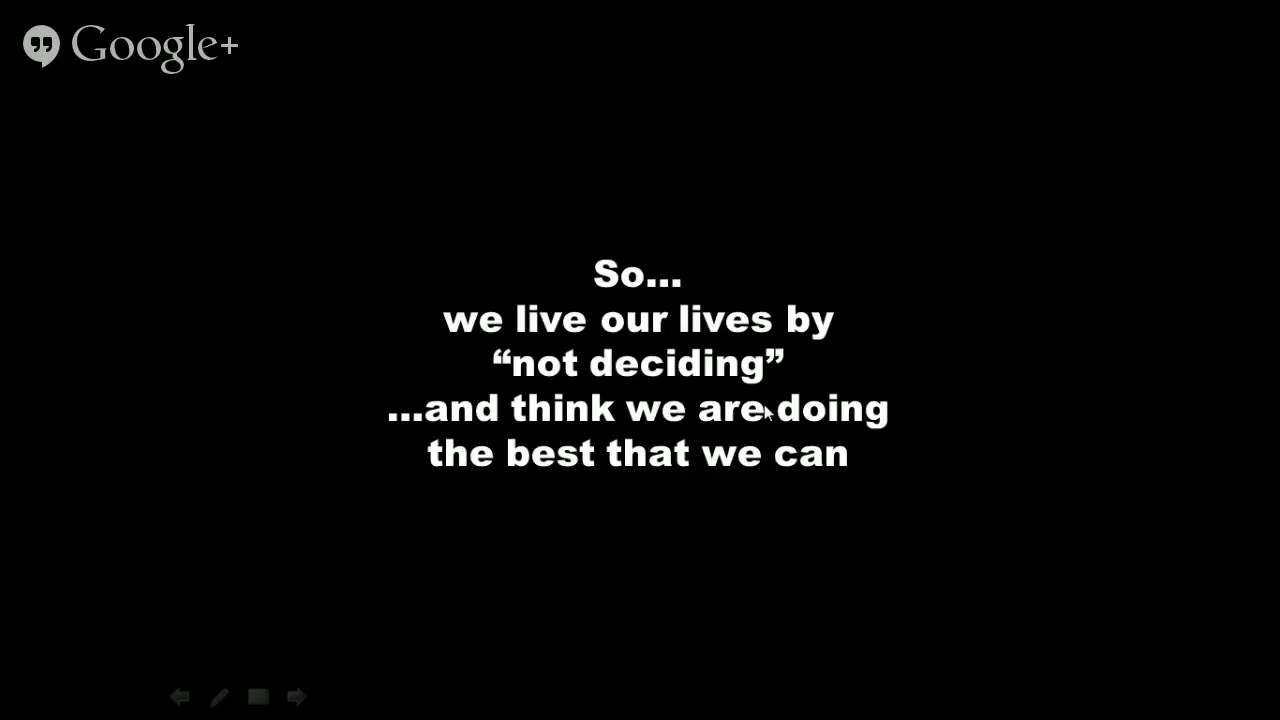 Google+
So...
we live our lives by
“not deciding”
...and think we are doing
the best that we can